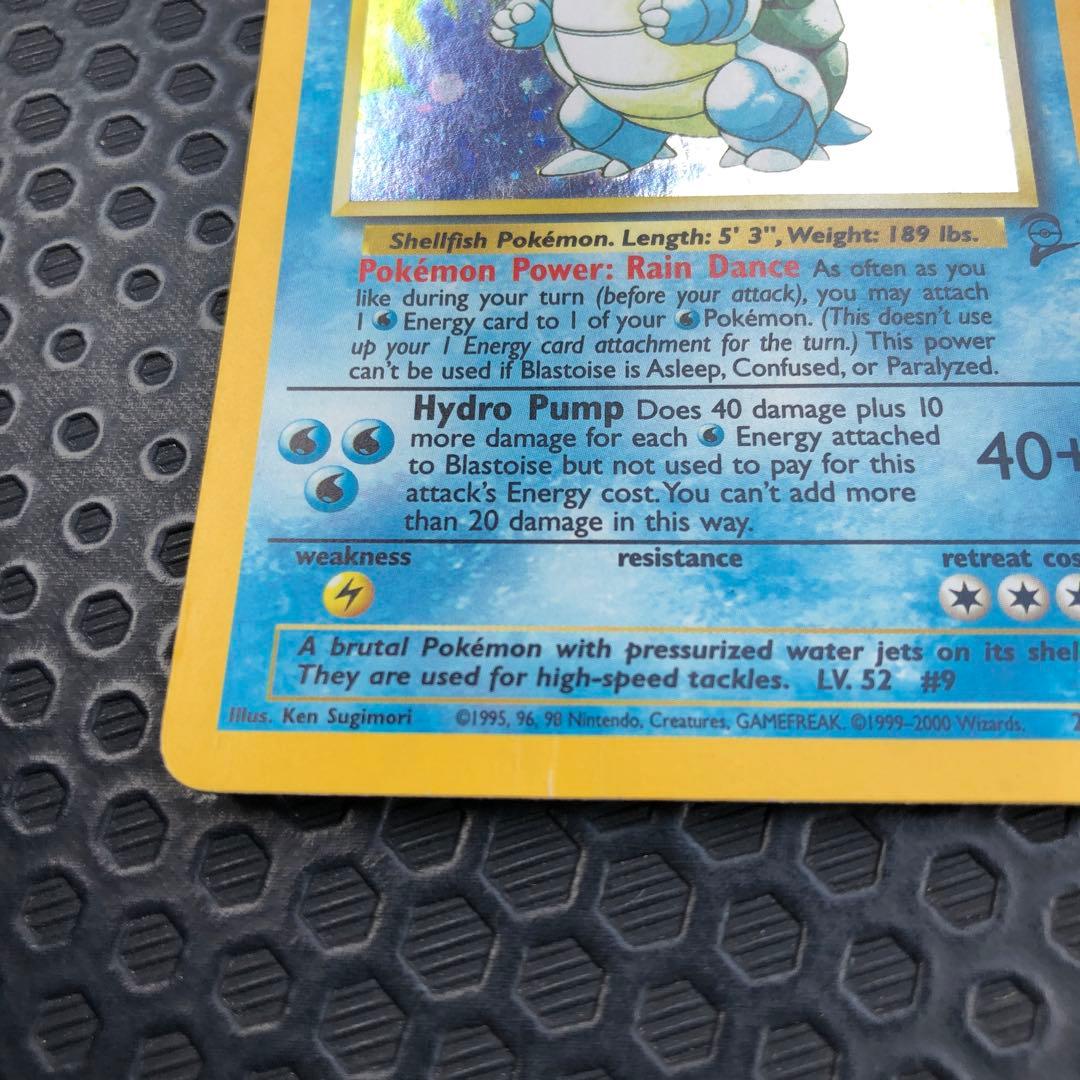 Shellfish Pokémon. Length: 5' 3", Weight: 189 lbs.
Pokémon Power: Rain Dance As often as you
like during your turn (before your attack), you may attach
1 Energy card to 1 of your Pokémon. (This doesn't use
up your 1 Energy card attachment for the turn.) This power
can't be used if Blastoise is Asleep, Confused, or Paralyzed.
Hydro Pump Does 40 damage plus 10
more damage for each Energy attached
to Blastoise but not used to pay for this
attack's Energy cost. You can't add more
than 20 damage in this way.
40+
weakness resistance retreat cos
A brutal Pokémon with pressurized water jets on its shel
They are used for high-speed tackles. LV. 52 #9
Illus. Ken Sugimori ©1995, 96, 98 Nintendo, Creatures, GAMEFREAK. ©1999–2000 Wizards. 2